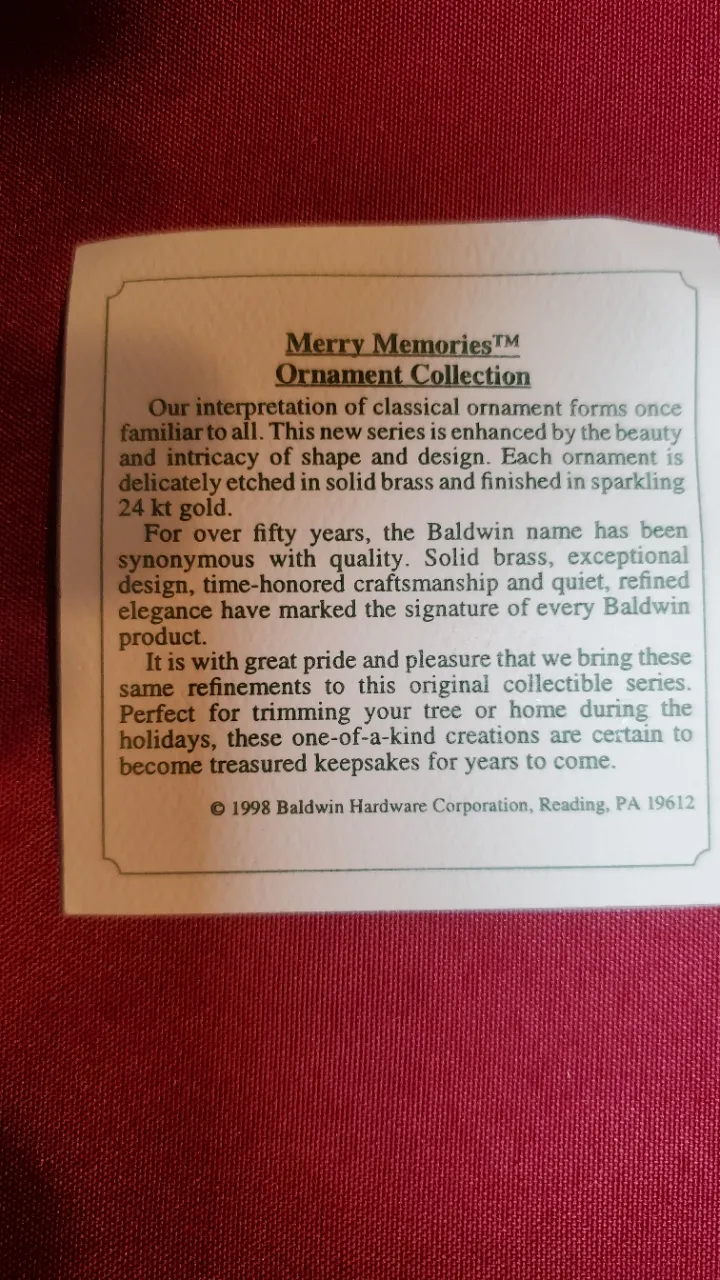 Merry Memories™
Ornament Collection
Our interpretation of classical ornament forms once
familiar to all. This new series is enhanced by the beauty
and intricacy of shape and design. Each ornament is
delicately etched in solid brass and finished in sparkling
24 kt gold.
For over fifty years, the Baldwin name has been
synonymous with quality. Solid brass, exceptional
design, time-honored craftsmanship and quiet, refined
elegance have marked the signature of every Baldwin
product.
It is with great pride and pleasure that we bring these
same refinements to this original collectible series.
Perfect for trimming your tree or home during the
holidays, these one-of-a-kind creations are certain to
become treasured keepsakes for years to come.
© 1998 Baldwin Hardware Corporation, Reading, PA 19612